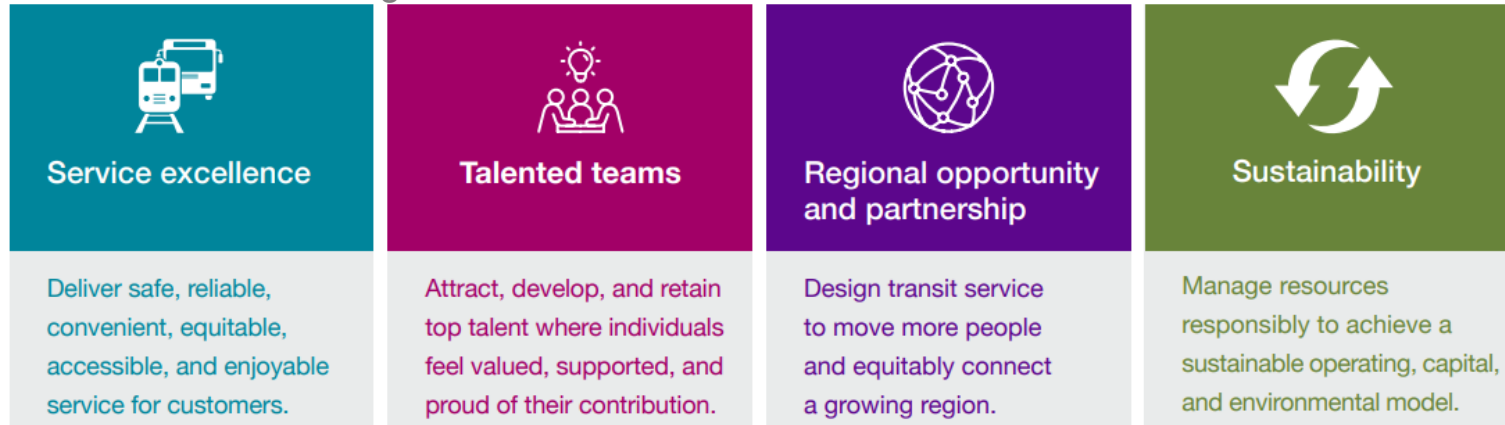 Service excellence
Deliver safe, reliable,
convenient, equitable,
accessible, and enjoyable
service for customers.
Talented teams
Attract, develop, and retain
top talent where individuals
feel valued, supported, and
proud of their contribution.
Regional opportunity
and partnership
Design transit service
to move more people
and equitably connect
a growing region.
Sustainability
Manage resources
responsibly to achieve a
sustainable operating, capital,
and environmental model.